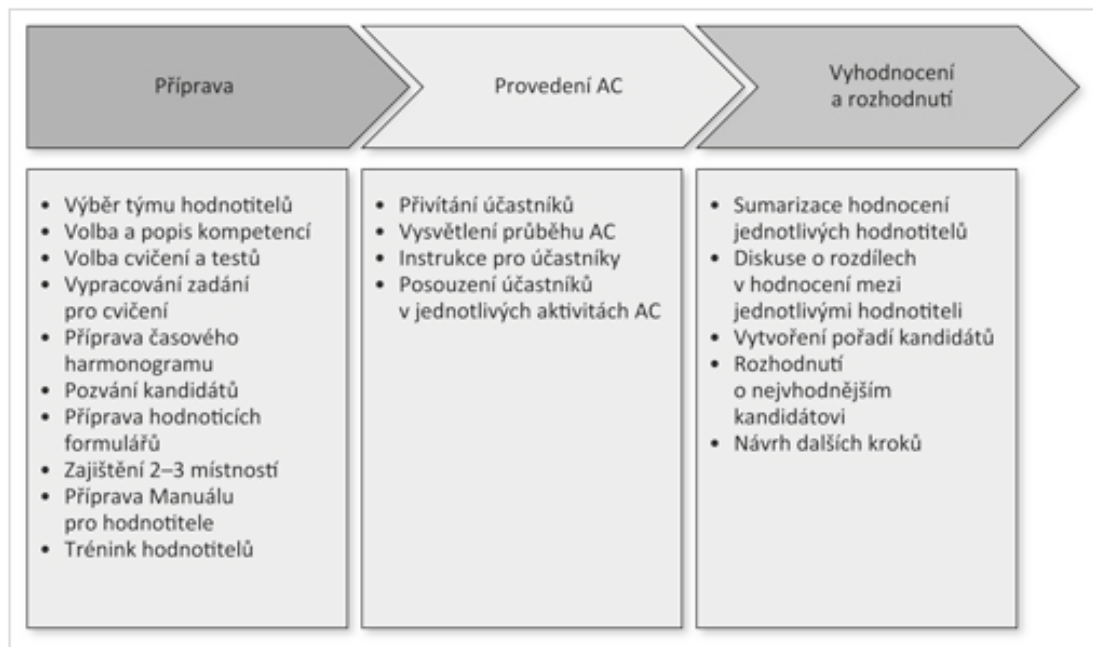 Příprava
Provedení AC
Vyhodnocení
a rozhodnutí
• Výběr týmu hodnotitelů
• Volba a popis kompetencí
• Volba cvičení a testů
• Vypracování zadání
pro cvičení
• Příprava časového
harmonogramu
• Pozvání kandidátů
• Příprava hodnoticích
formulářů
• Zajištění 2–3 místností
• Příprava Manuálu
pro hodnotitele
• Trénink hodnotitelů
• Přivítání účastníků
• Vysvětlení průběhu AC
• Instrukce pro účastníky
• Posouzení účastníků
v jednotlivých aktivitách AC
• Sumarizace hodnocení
jednotlivých hodnotitelů
• Diskuse o rozdílech
v hodnocení mezi
jednotlivými hodnotiteli
• Vytvoření pořadí kandidátů
• Rozhodnutí
o nejvhodnějším
kandidátovi
• Návrh dalších kroků